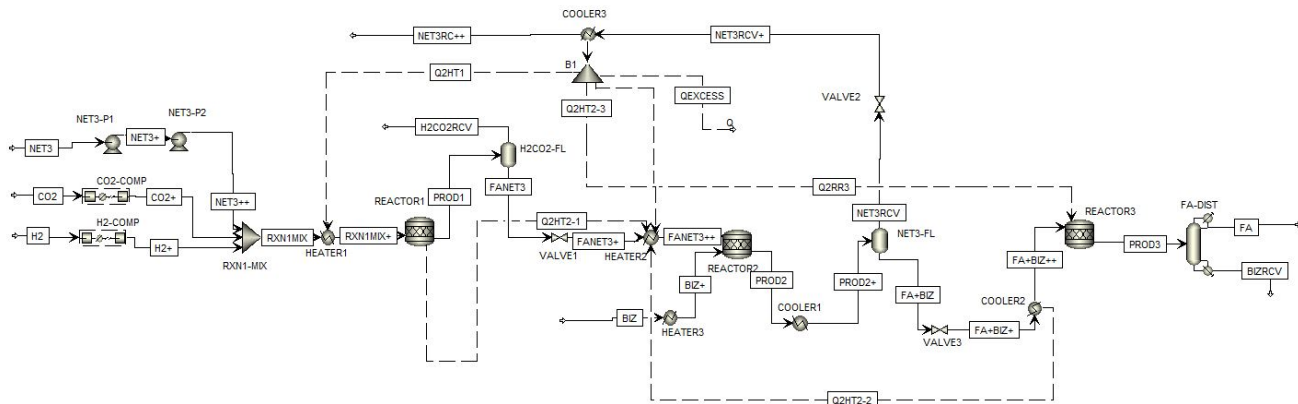 COOLER3
NET3RC++
NET3RCV+
B1
Q2HT1
QEXCESS
Q
Q2HT2-3
VALVE2
NET3-P1
NET3-P2
NET3
NET3+
H2CO2RCV
H2CO2-FL
CO2-COMP
CO2
CO2+
NET3++
PROD1
FANET3
Q2RR3
H2-COMP
H2
H2+
REACTOR1
Q2HT2-1
NET3RCV
REACTOR3
FA-DIST
FA
RXN1MIX
RXN1MIX+
HEATER1
RXN1-MIX
VALVE1
FANET3+
HEATER2
FANET3++
REACTOR2
NET3-FL
FA+BIZ++
PROD3
BIZRCV
BIZ+
PROD2
PROD2+
FA+BIZ
COOLER1
COOLER2
BIZ
HEATER3
VALVE3
FA+BIZ+
Q2HT2-2